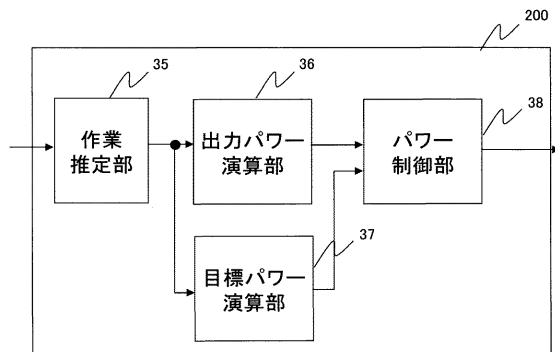 200
35
36
38
作業
推定部
出力パワー
演算部
パワー
制御部
37
目標パワー
演算部